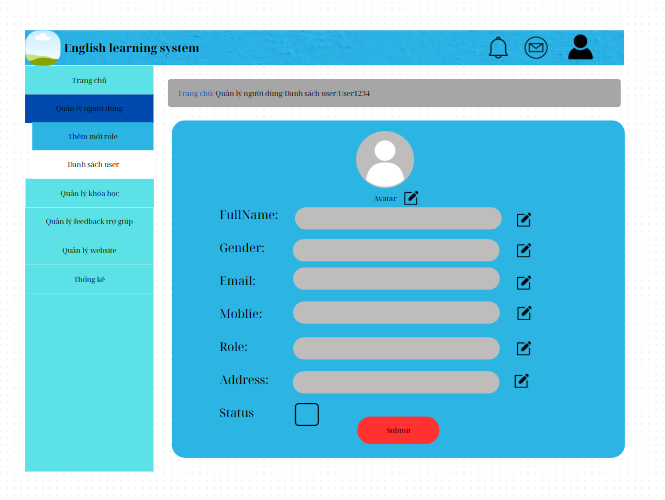 English learning system
Trang chủ
Quản lý người dùng
Thêm mới role
Danh sách user
Quản lý khóa học
Quản lý feedback trợ giúp
Quản lý website
Thống kê
Trang chủ/ Quản lý người dùng/Danh sách user/User1234
Avatar
FullName:
Gender:
Email:
Moblie:
Role:
Address:
Status
Submit